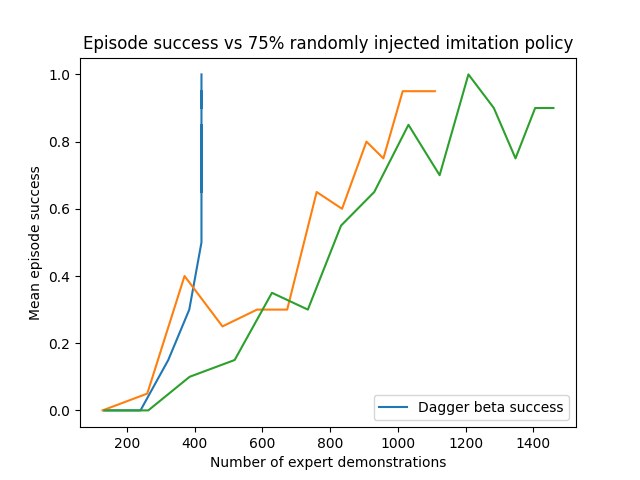 Episode success vs 75% randomly injected imitation policy
1.0
0.8
0.6
0.4
0.2
0.0
Mean episode success
Dagger beta success
200 400 600 800 1000 1200 1400
Number of expert demonstrations